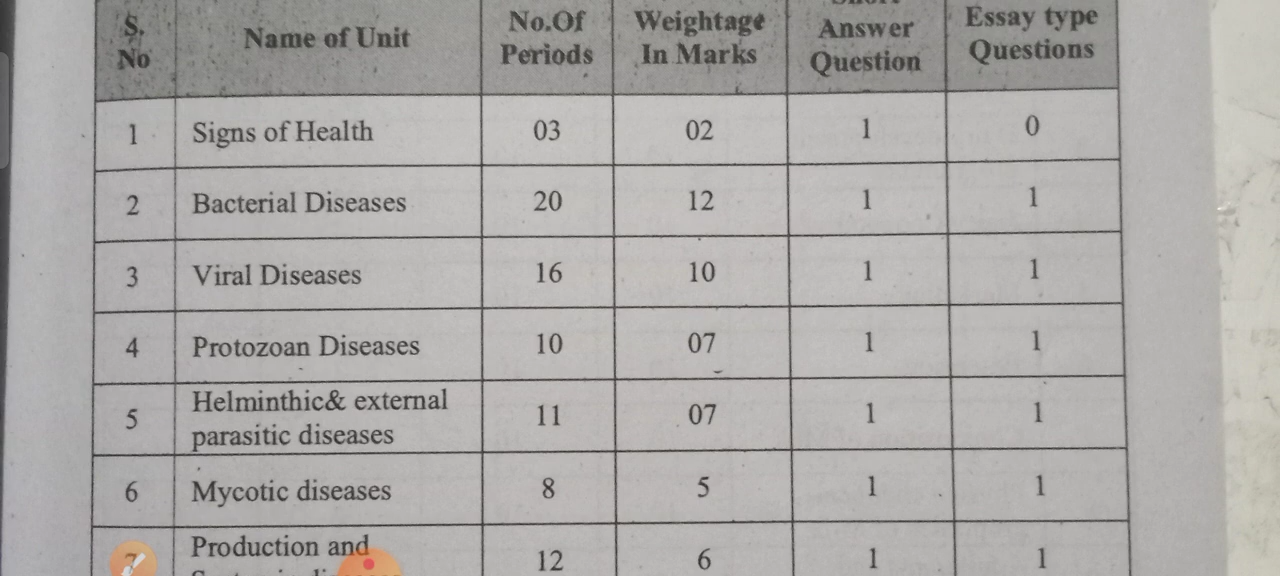 S. No | Name of Unit | No.Of Periods | Weightage In Marks | Answer Question | Essay type Questions
1 | Signs of Health | 03 | 02 | 1 | 0
2 | Bacterial Diseases | 20 | 12 | 1 | 1
3 | Viral Diseases | 16 | 10 | 1 | 1
4 | Protozoan Diseases | 10 | 07 | 1 | 1
5 | Helminthic& external parasitic diseases | 11 | 07 | 1 | 1
6 | Mycotic diseases | 8 | 5 | 1 | 1
7 | Production and | 12 | 6 | 1 | 1